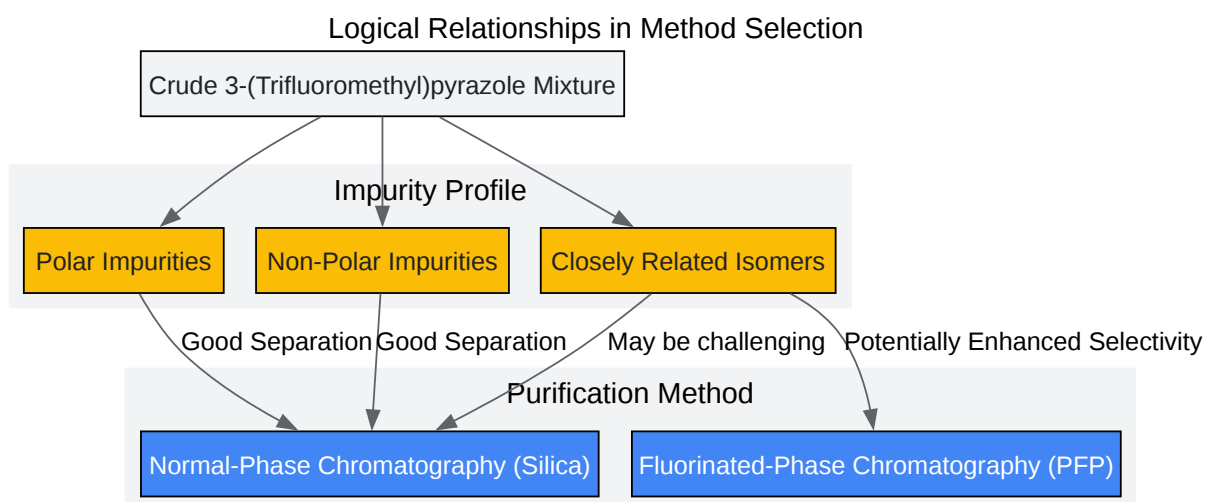 Logical Relationships in Method Selection
Crude 3-(Trifluoromethyl)pyrazole Mixture
Impurity Profile
Polar Impurities
Non-Polar Impurities
Closely Related Isomers
Good Separation
Good Separation
May be challenging
Potentially Enhanced Selectivity
Purification Method
Normal-Phase Chromatography (Silica)
Fluorinated-Phase Chromatography (PFP)